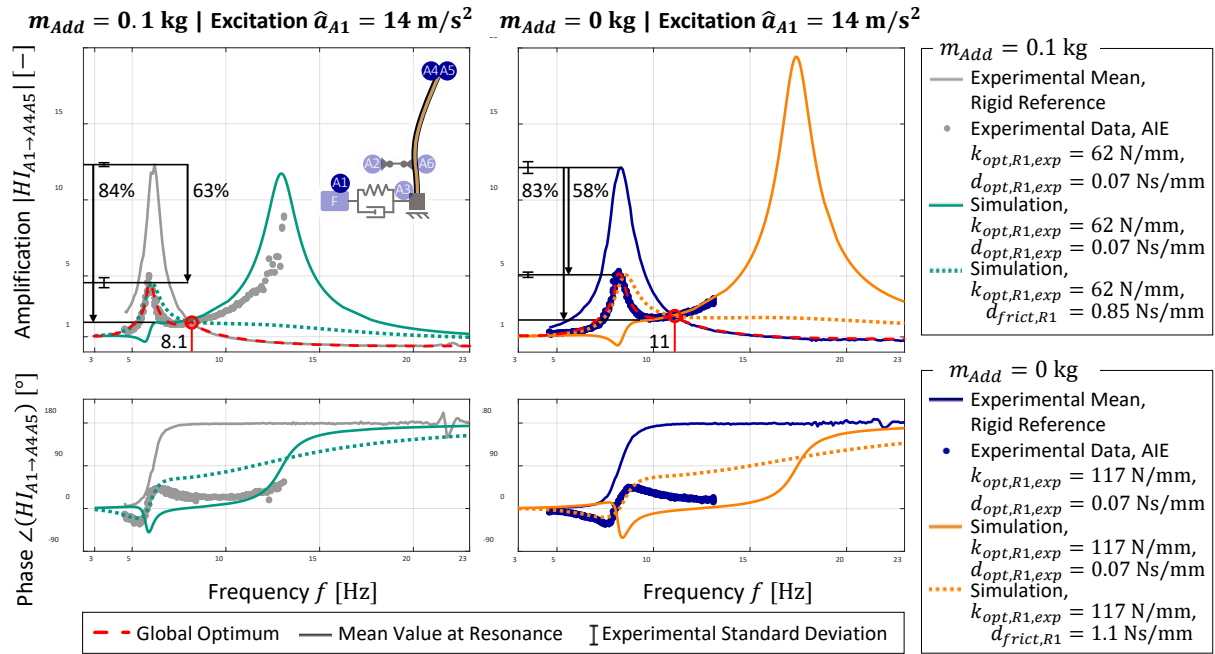 m_Add = 0.1 kg | Excitation â_A1 = 14 m/s²
m_Add = 0 kg | Excitation â_A1 = 14 m/s²
Amplification |HI_A1→A4A5| [−]
15
10
5
1
3
5
10
15
20
23
84%
63%
8.1
A4
A5
A2
A6
A1
A3
F
15
10
5
1
3
5
10
15
20
23
83%
58%
11
Phase ∠(HI_A1→A4A5) [°]
180
90
0
-90
3
5
10
15
20
23
.80
90
0
-90
3
5
10
15
20
23
Frequency f [Hz]
Frequency f [Hz]
Global Optimum
Mean Value at Resonance
Experimental Standard Deviation
m_Add = 0.1 kg
Experimental Mean,
Rigid Reference
Experimental Data, AIE
k_opt,R1,exp = 62 N/mm,
d_opt,R1,exp = 0.07 Ns/mm
Simulation,
k_opt,R1,exp = 62 N/mm,
d_opt,R1,exp = 0.07 Ns/mm
Simulation,
k_opt,R1,exp = 62 N/mm,
d_frict,R1 = 0.85 Ns/mm
m_Add = 0 kg
Experimental Mean,
Rigid Reference
Experimental Data, AIE
k_opt,R1,exp = 117 N/mm,
d_opt,R1,exp = 0.07 Ns/mm
Simulation,
k_opt,R1,exp = 117 N/mm,
d_opt,R1,exp = 0.07 Ns/mm
Simulation,
k_opt,R1,exp = 117 N/mm,
d_frict,R1 = 1.1 Ns/mm